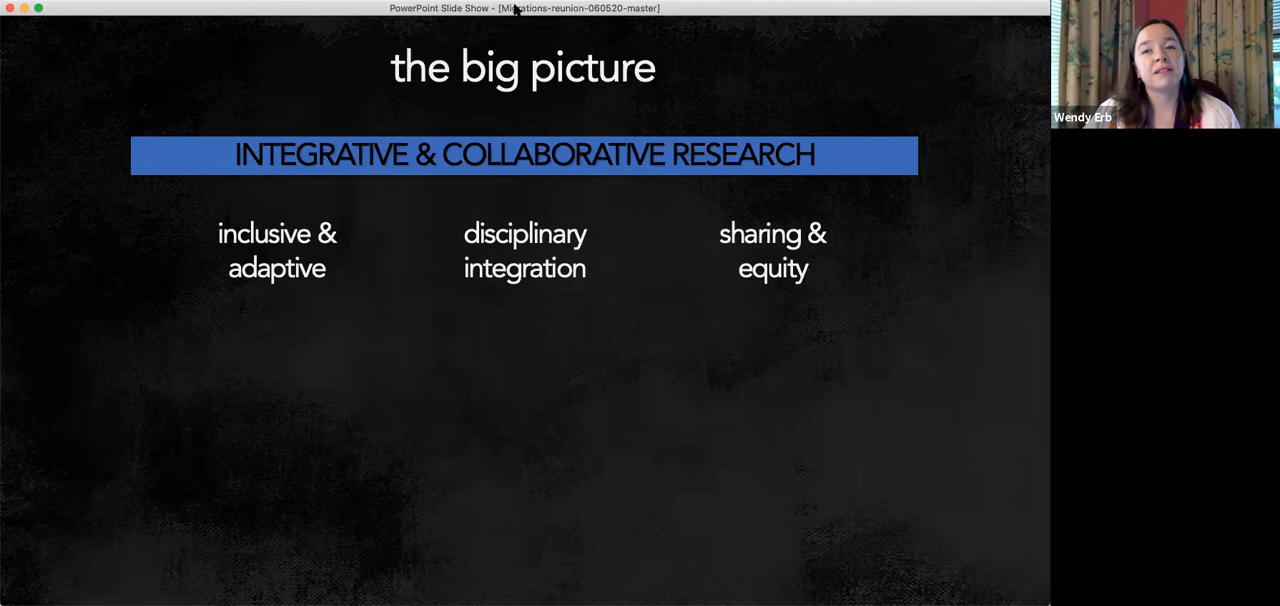 PowerPoint Slide Show - [Migrations-reunion-060520-master]
the big picture
INTEGRATIVE & COLLABORATIVE RESEARCH
inclusive &
adaptive
disciplinary
integration
sharing &
equity
Wendy Erb